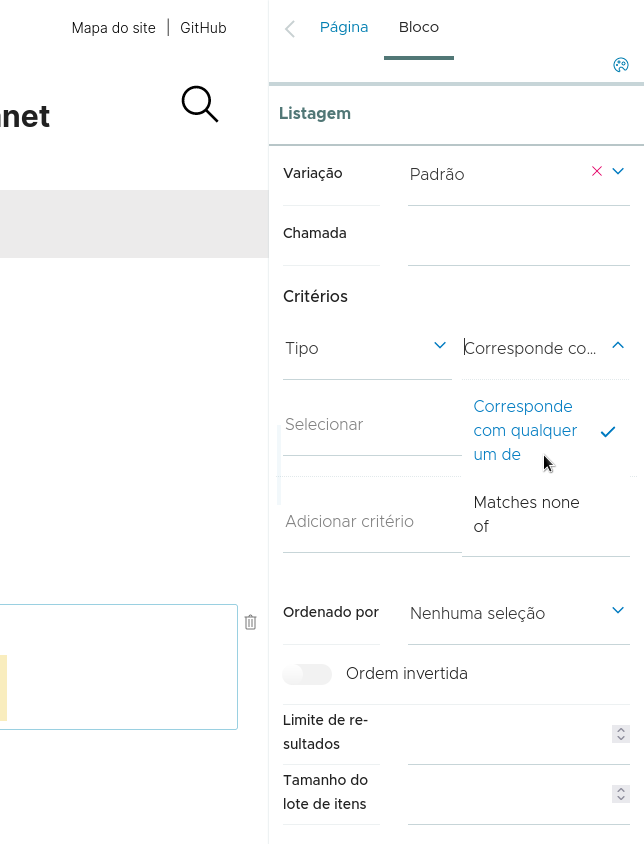 Mapa do site | GitHub
Página
Bloco
net
Listagem
Variação
Padrão
Chamada
Critérios
Tipo
Corresponde co...
Selecionar
Corresponde
com qualquer
um de
Matches none
of
Adicionar critério
Ordenado por
Nenhuma seleção
Ordem invertida
Limite de re-
sultados
Tamanho do
lote de itens